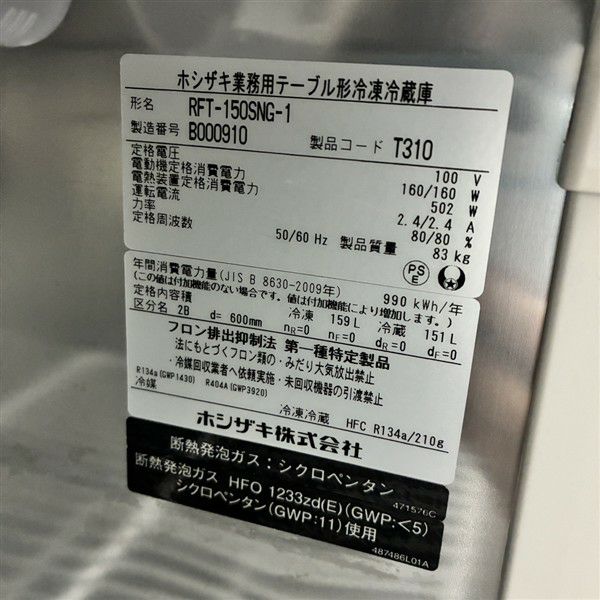 ホシザキ業務用テーブル形冷凍冷蔵庫
形名 RFT-150SNG-1
製造番号 B000910 製品コード T310
定格電圧 100 V
電動機定格消費電力 160/160 W
電熱装置定格消費電力 502 W
運転電流 2.4/2.4 A
力率 80/80 %
定格周波数 50/60 Hz 製品質量 83 kg
PSE
年間消費電力量(JIS B 8630-2009年) 990 kWh/年
(この値は付加機能のない場合です。値は付加機能により増加します。)
定格内容積 冷凍 159 L 冷蔵 151 L
区分名 2B d= 600mm nR=0 nF=0 dR=0 dF=0
フロン排出抑制法 第一種特定製品
法にもとづくフロン類の・みだり大気放出禁止
・冷媒回収業者へ依頼実施・未回収機器の引渡禁止
R134a(GWP1430) R404A(GWP3920)
冷媒 冷凍冷蔵 HFC R134a/210g
ホシザキ株式会社
断熱発泡ガス:シクロペンタン
471576C
断熱発泡ガス HFO 1233zd(E)(GWP:<5)
シクロペンタン(GWP:11)使用
487486L01A